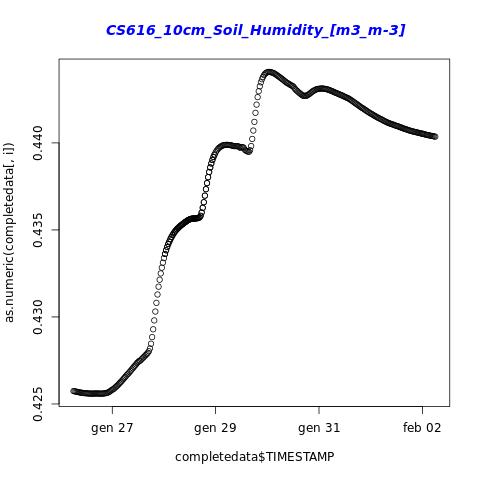 CS616_10cm_Soil_Humidity_[m3_m-3]
as.numeric(completedata[, i])
0.440
0.435
0.430
0.425
gen 27 gen 29 gen 31 feb 02
completedata$TIMESTAMP